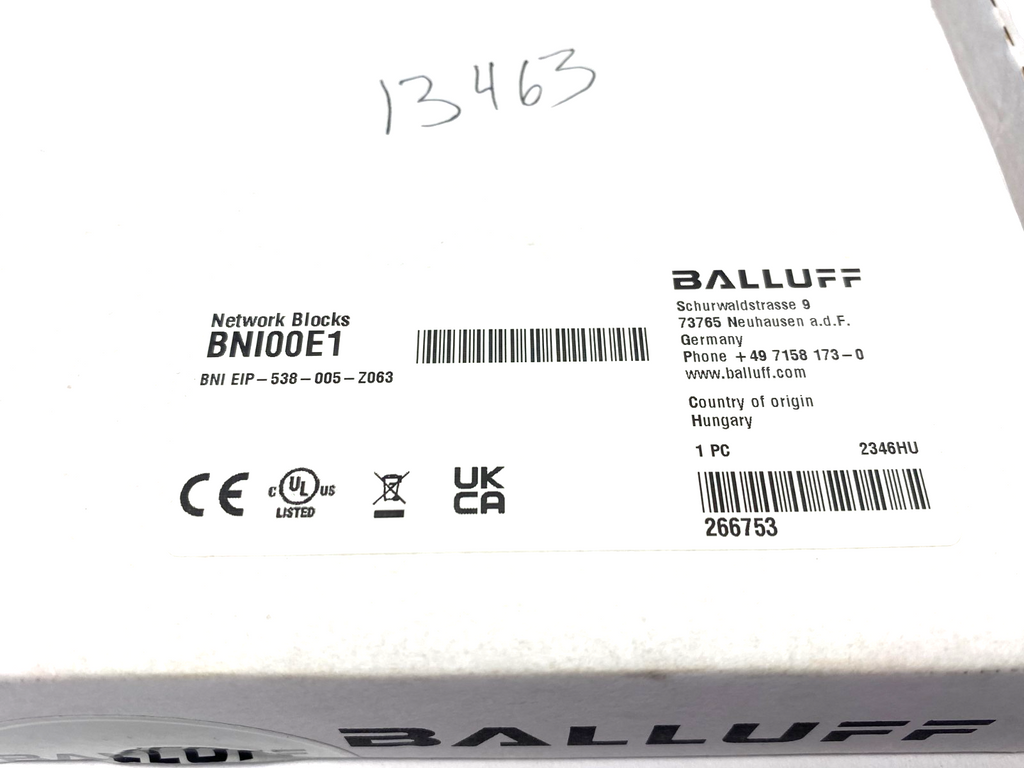 13463
Network Blocks
BNI00E1
BNI EIP-538-005-Z063
BALLUFF
Schurwaldstrasse 9
73765 Neuhausen a.d.F.
Germany
Phone +49 7158 173-0
www.balluff.com
Country of origin
Hungary
1 PC 2346HU
266753
CE
c UL us
LISTED
UK
CA
BALLUFF
BALLUFF